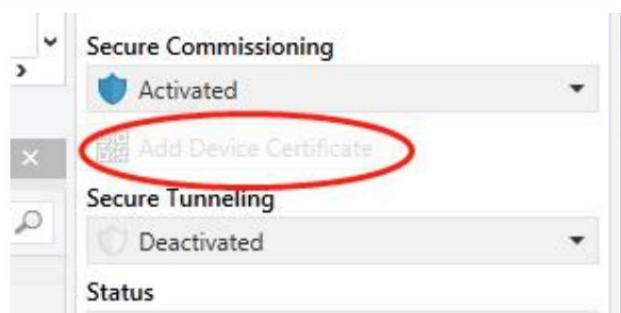 Secure Commissioning
Activated
Add Device Certificate
Secure Tunneling
Deactivated
Status